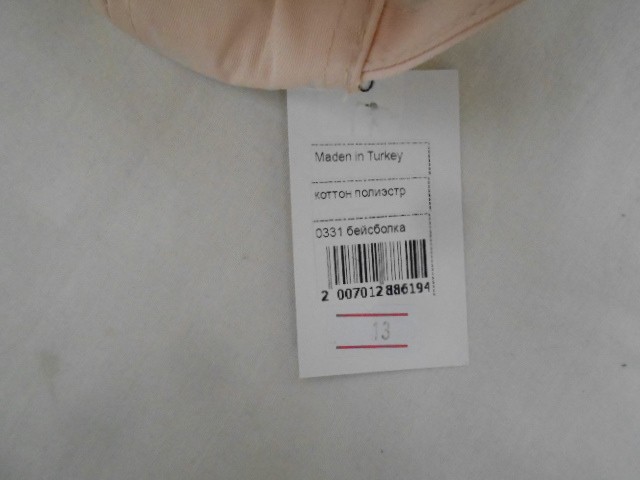 Maden in Turkey
коттон полиэстр
0331 бейсболка
2 007012 886194
13